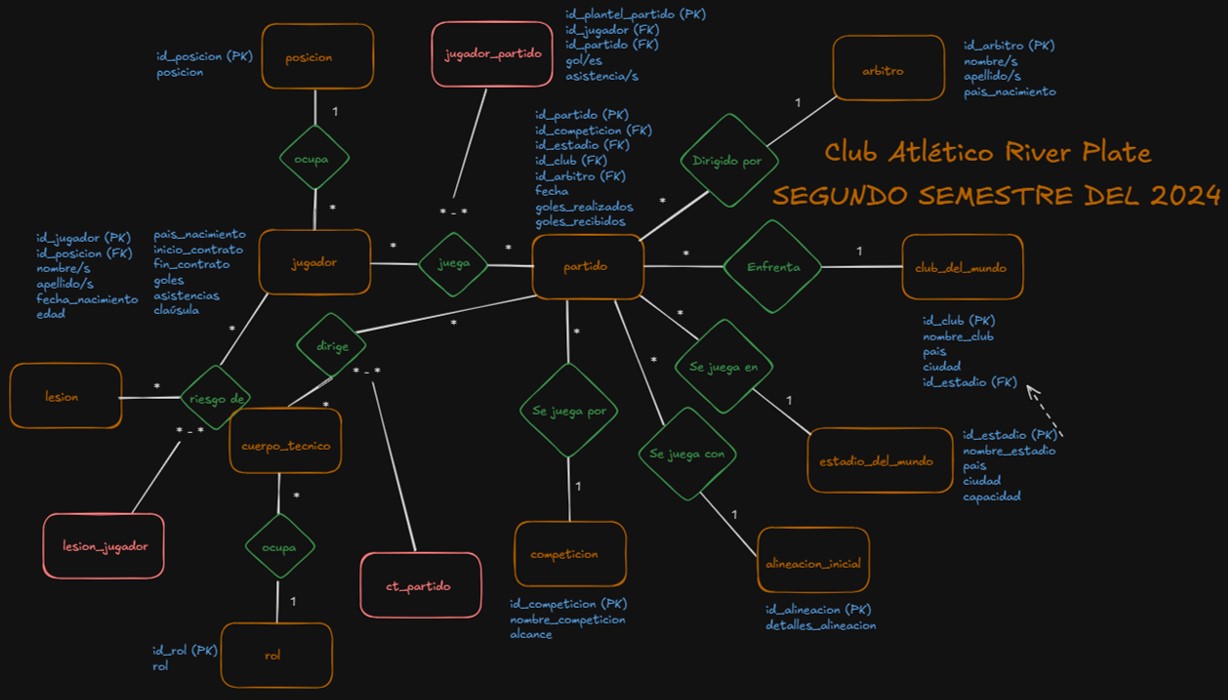 id_posicion (PK)
posicion
posicion
1
ocupa
*
jugador_partido
id_plantel_partido (PK)
id_jugador (FK)
id_partido (FK)
gol/es
asistencia/s
arbitro
id_arbitro (PK)
nombre/s
apellido/s
pais_nacimiento
1
Dirigido por
*
Club Atlético River Plate
SEGUNDO SEMESTRE DEL 2024
id_partido (PK)
id_competicion (FK)
id_estadio (FK)
id_club (FK)
id_arbitro (FK)
fecha
goles_realizados
goles_recibidos
* - *
id_jugador (PK)
id_posicion (FK)
nombre/s
apellido/s
fecha_nacimiento
edad
pais_nacimiento
inicio_contrato
fin_contrato
goles
asistencias
claúsula
jugador
*
juega
*
partido
*
Enfrenta
1
club_del_mundo
id_club (PK)
nombre_club
pais
ciudad
id_estadio (FK)
*
dirige
*
* - *
*
lesion
*
riesgo de
* - *
cuerpo_tecnico
*
ocupa
1
rol
id_rol (PK)
rol
lesion_jugador
ct_partido
*
Se juega por
1
competicion
id_competicion (PK)
nombre_competicion
alcance
*
Se juega en
1
estadio_del_mundo
id_estadio (PK)
nombre_estadio
pais
ciudad
capacidad
*
Se juega con
1
alineacion_inicial
id_alineacion (PK)
detalles_alineacion